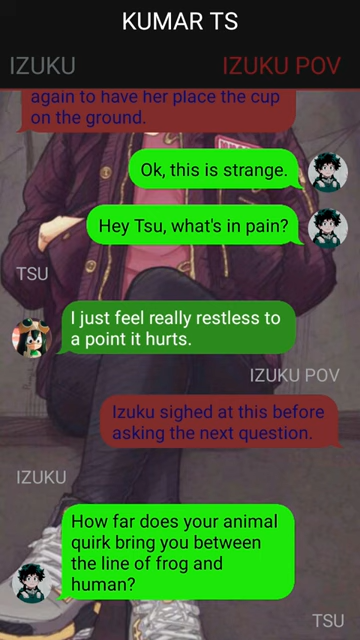 KUMAR TS
IZUKU
IZUKU POV
again to have her place the cup
on the ground.
Ok, this is strange.
Hey Tsu, what's in pain?
TSU
I just feel really restless to
a point it hurts.
IZUKU POV
Izuku sighed at this before
asking the next question.
IZUKU
How far does your animal
quirk bring you between
the line of frog and
human?
TSU